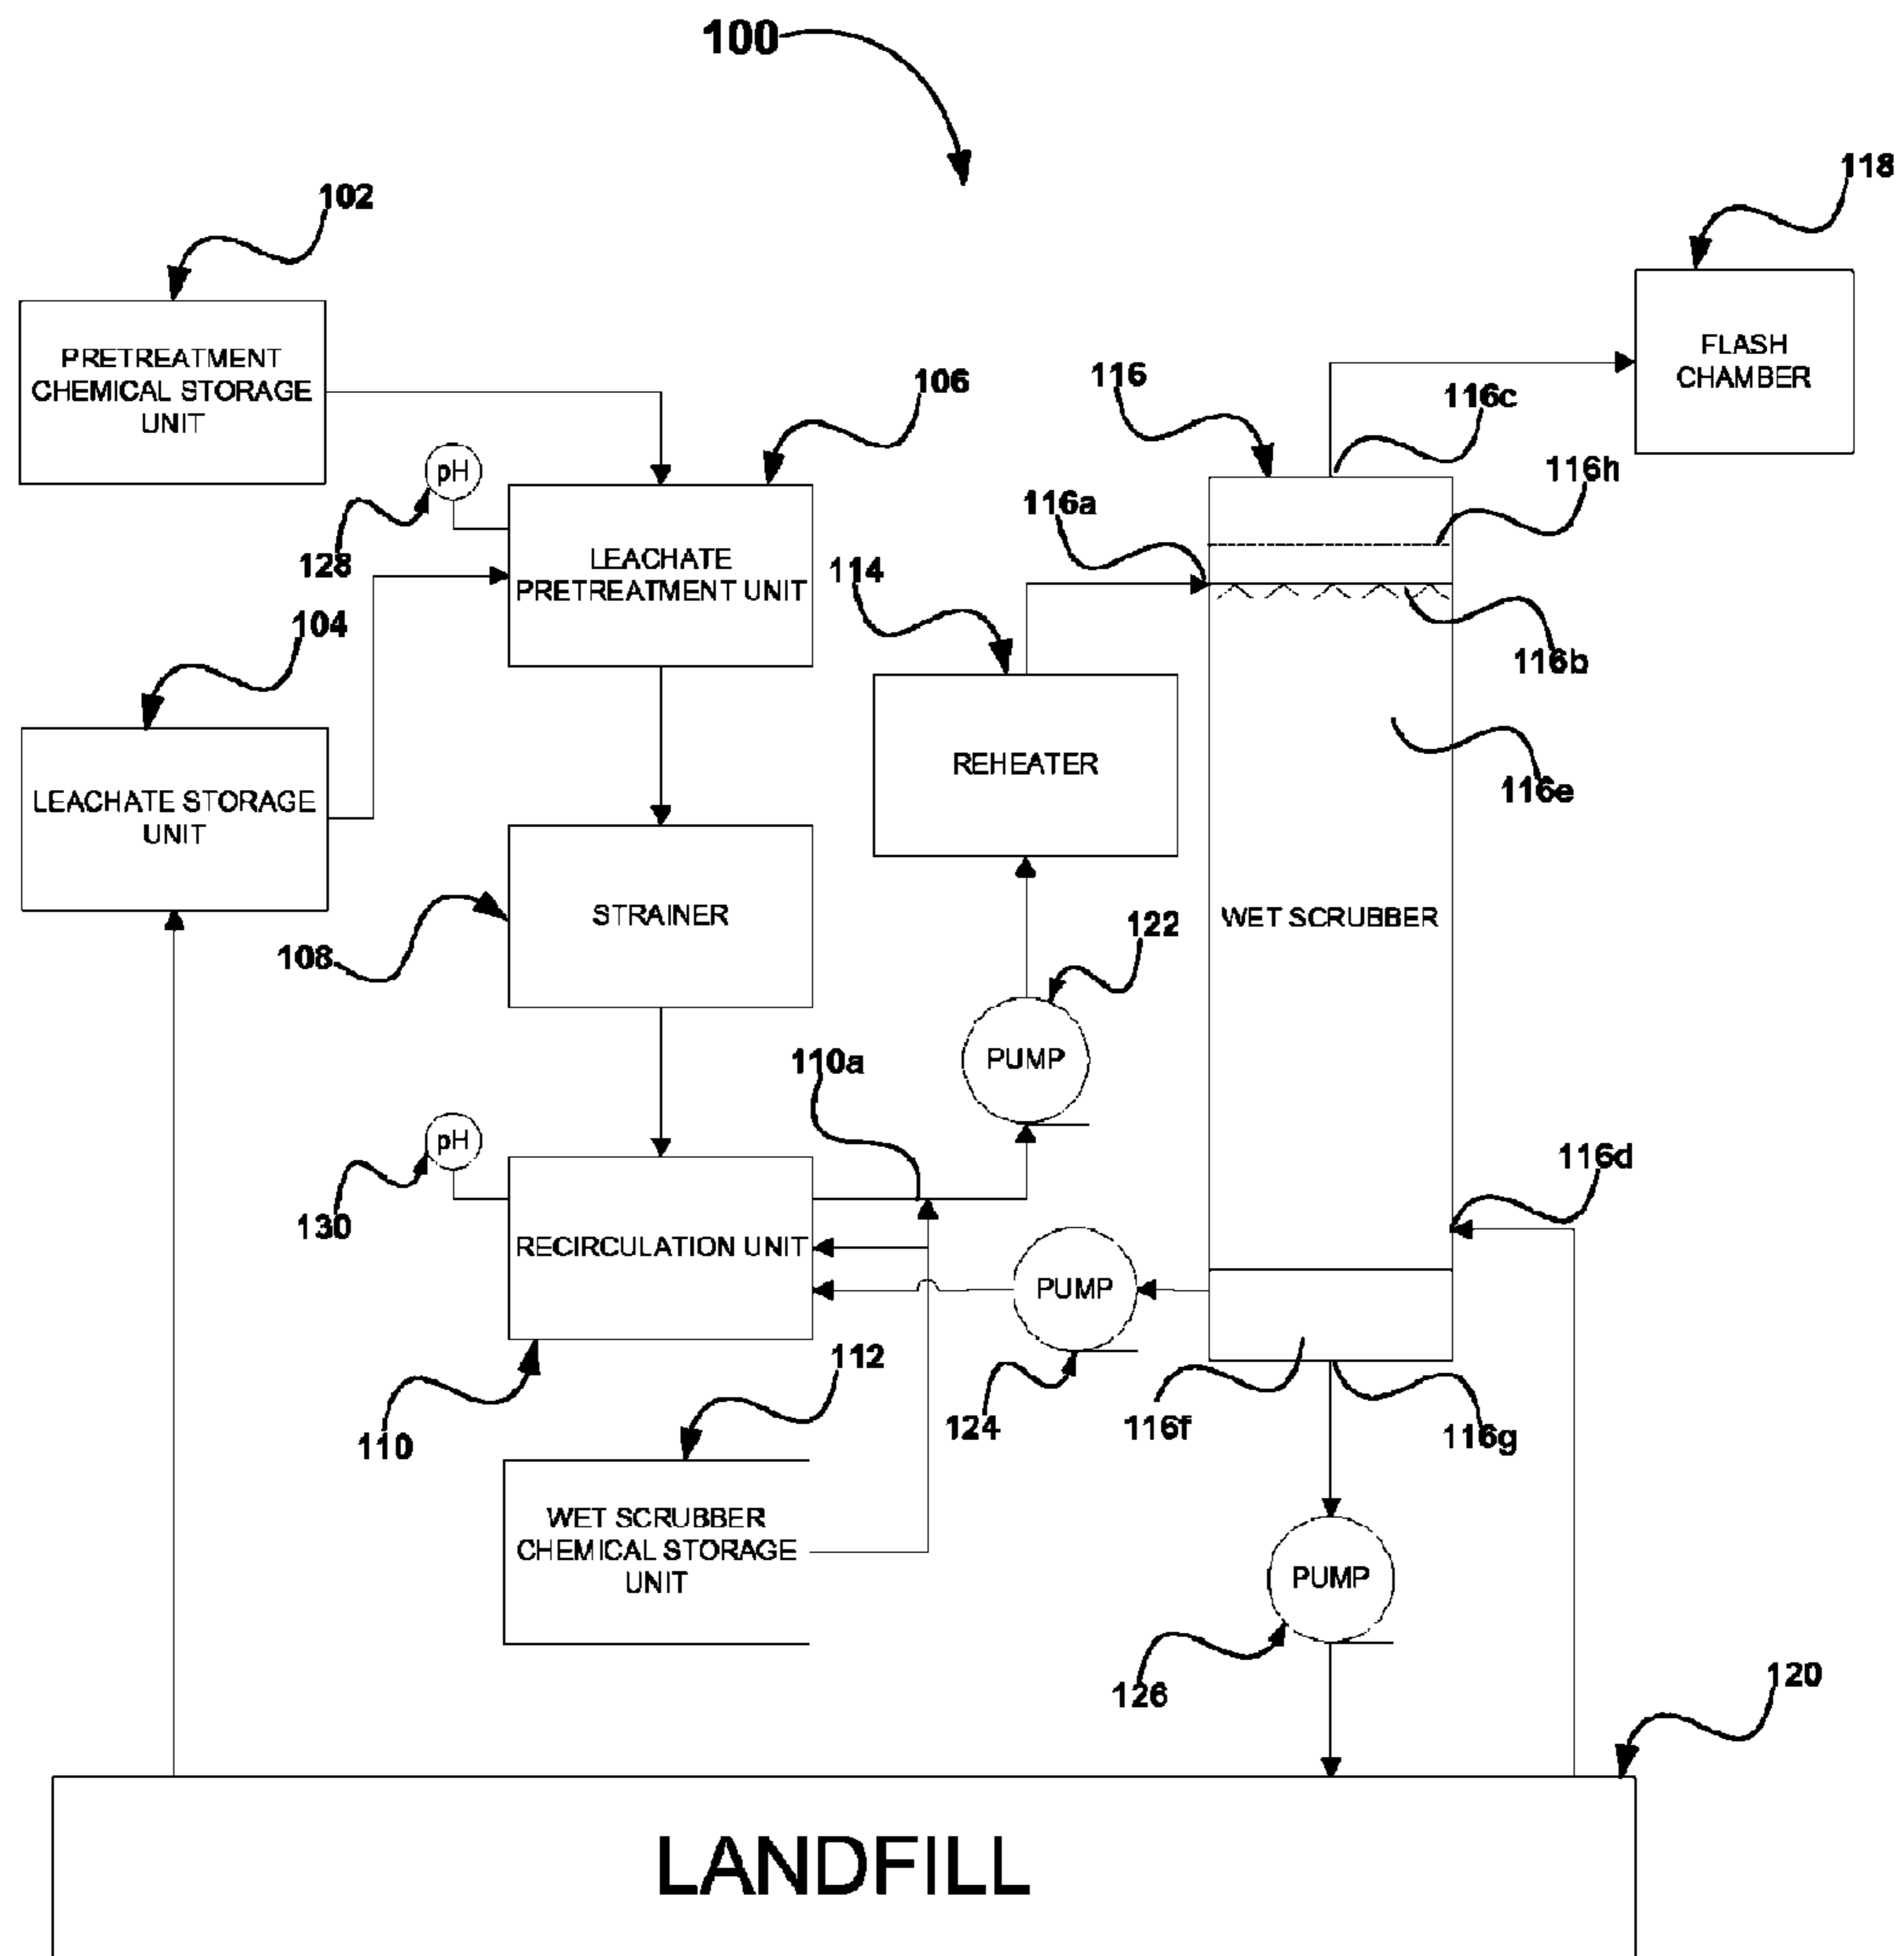 100
118
102
FLASH
CHAMBER
PRETREATMENT
CHEMICAL STORAGE
UNIT
106
116
116c
pH
116h
116a
128
LEACHATE
PRETREATMENT UNIT
114
104
116b
REHEATER
116e
LEACHATE STORAGE
UNIT
STRAINER
WET SCRUBBER
122
108
PUMP
110a
pH
116d
130
RECIRCULATION UNIT
PUMP
112
110
124
116f
116g
WET SCRUBBER
CHEMICAL STORAGE
UNIT
PUMP
126
120
LANDFILL